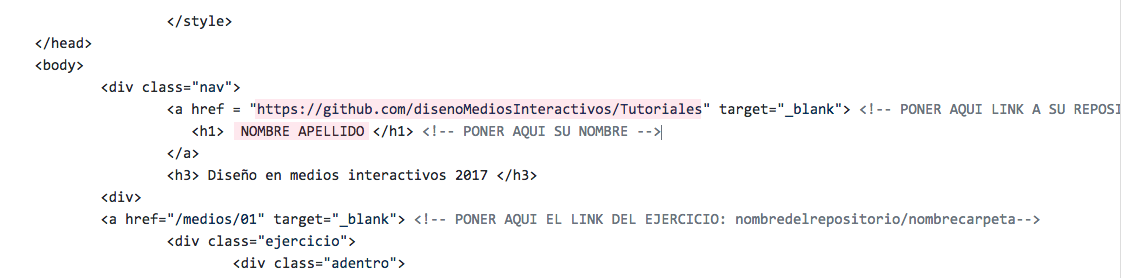 </style>
</head>
<body>
<div class="nav">
<a href = "https://github.com/disenoMediosInteractivos/Tutoriales" target="_blank"> <!-- PONER AQUI LINK A SU REPOSI
<h1> NOMBRE APELLIDO </h1> <!-- PONER AQUI SU NOMBRE -->
</a>
<h3> Diseño en medios interactivos 2017 </h3>
<div>
<a href="/medios/01" target="_blank"> <!-- PONER AQUI EL LINK DEL EJERCICIO: nombredelrepositorio/nombrecarpeta-->
<div class="ejercicio">
<div class="adentro">